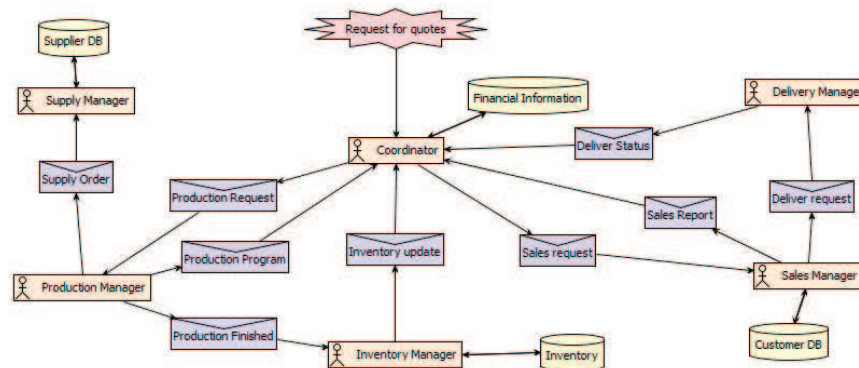 Request for quotes
Supplier DB
Supply Manager
Financial Information
Delivery Manager
Coordinator
Deliver Status
Supply Order
Production Request
Sales Report
Deliver request
Production Program
Inventory update
Sales request
Production Manager
Sales Manager
Production Finished
Inventory Manager
Inventory
Customer DB